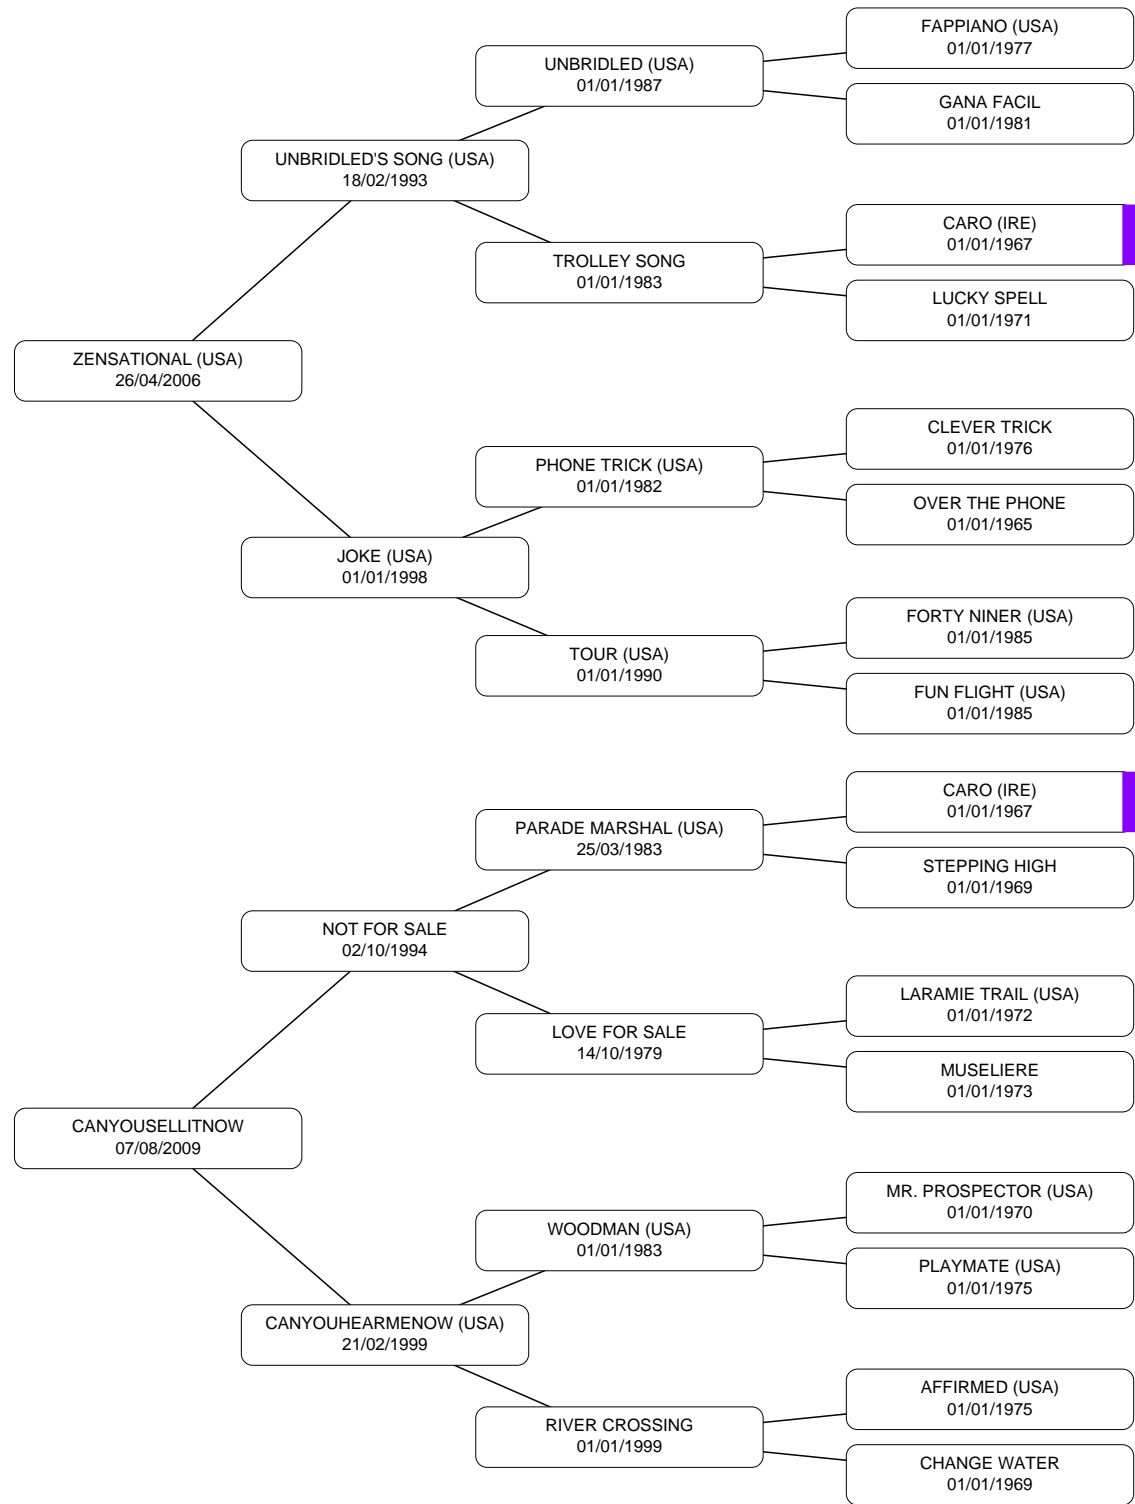 FAPPIANO (USA)
01/01/1977
UNBRIDLED (USA)
01/01/1987
GANA FACIL
01/01/1981
UNBRIDLED'S SONG (USA)
18/02/1993
CARO (IRE)
01/01/1967
TROLLEY SONG
01/01/1983
LUCKY SPELL
01/01/1971
ZENSATIONAL (USA)
26/04/2006
CLEVER TRICK
01/01/1976
PHONE TRICK (USA)
01/01/1982
OVER THE PHONE
01/01/1965
JOKE (USA)
01/01/1998
FORTY NINER (USA)
01/01/1985
TOUR (USA)
01/01/1990
FUN FLIGHT (USA)
01/01/1985
CARO (IRE)
01/01/1967
PARADE MARSHAL (USA)
25/03/1983
STEPPING HIGH
01/01/1969
NOT FOR SALE
02/10/1994
LARAMIE TRAIL (USA)
01/01/1972
LOVE FOR SALE
14/10/1979
MUSELIERE
01/01/1973
CANYOUSELLITNOW
07/08/2009
MR. PROSPECTOR (USA)
01/01/1970
WOODMAN (USA)
01/01/1983
PLAYMATE (USA)
01/01/1975
CANYOUHEARMENOW (USA)
21/02/1999
AFFIRMED (USA)
01/01/1975
RIVER CROSSING
01/01/1999
CHANGE WATER
01/01/1969